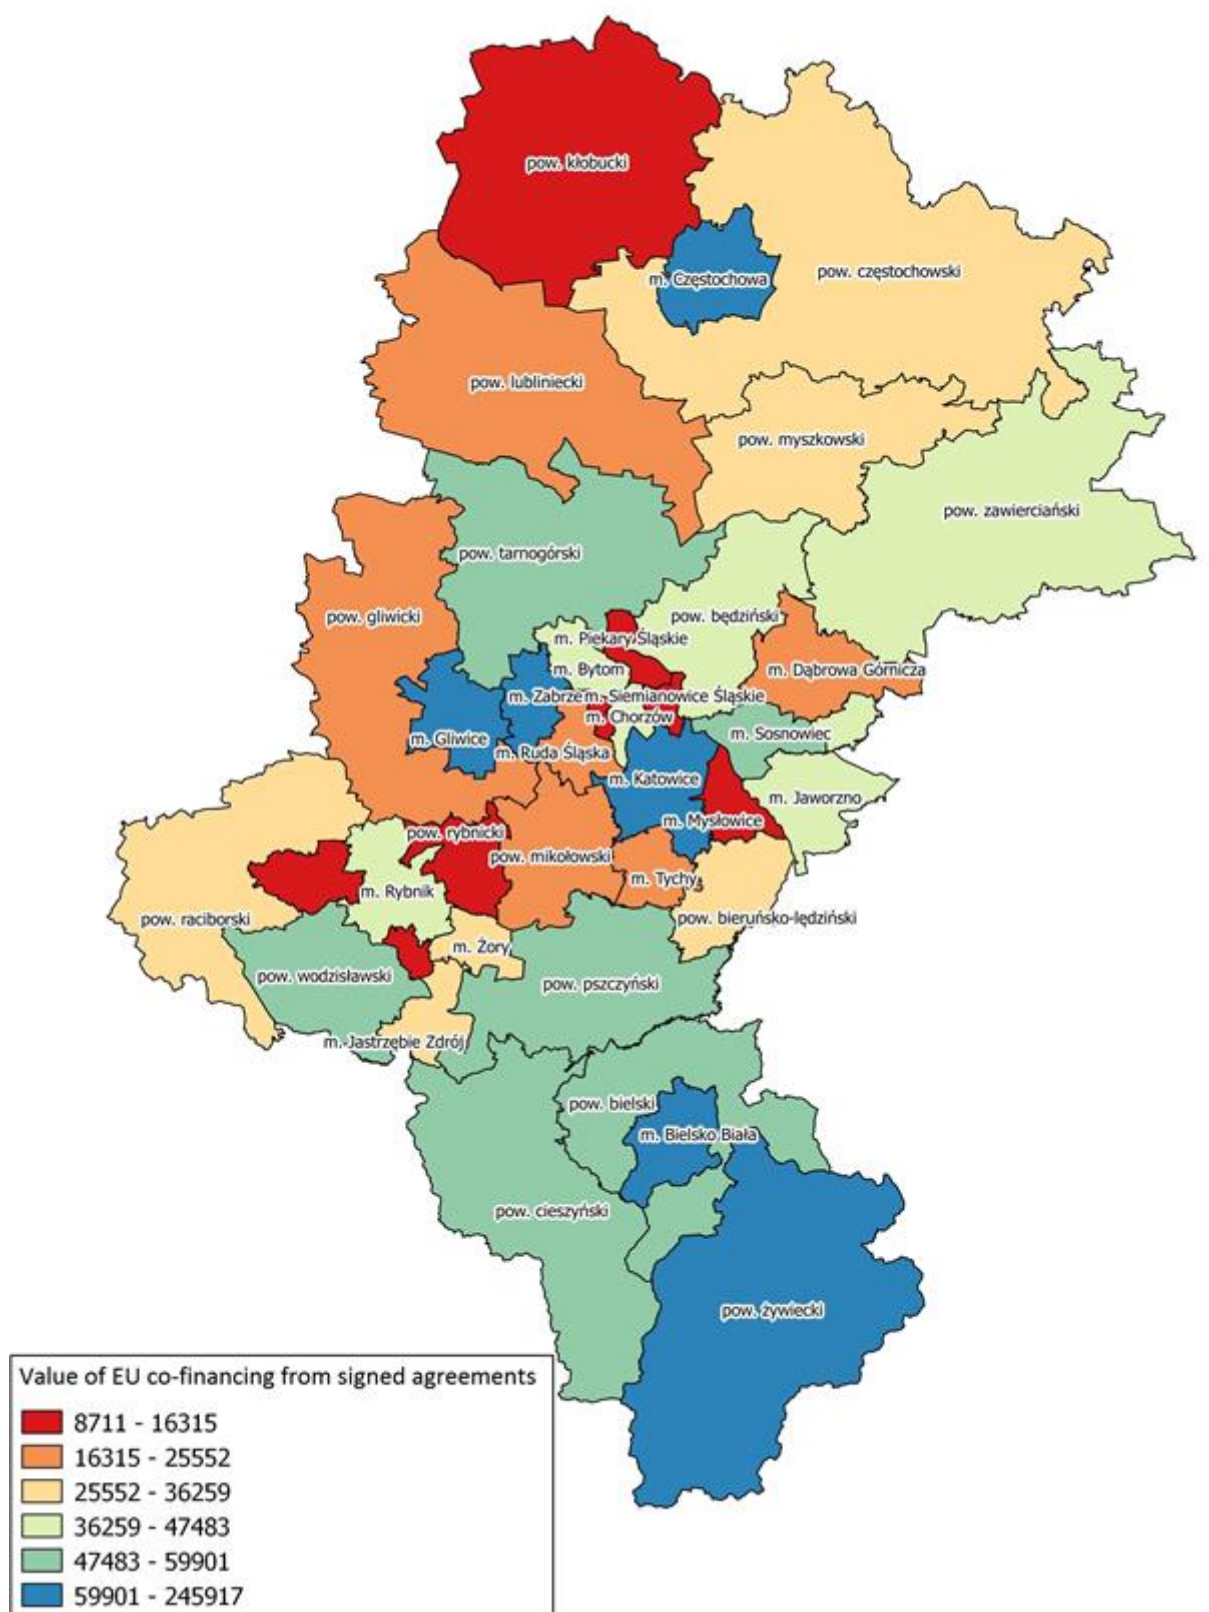 pow. kłobucki
pow. częstochowski
m. Częstochowa
pow. lubliniecki
pow. myszkowski
pow. zawierciański
pow. tarnogórski
pow. gliwicki
pow. będziński
m. Piekary Śląskie
m. Bytom
m. Dąbrowa Górnicza
m. Zabrze
m. Siemianowice Śląskie
m. Chorzów
m. Sosnowiec
m. Gliwice
m. Ruda Śląska
m. Katowice
m. Jaworzno
m. Mysłowice
pow. rybnicki
pow. mikołowski
m. Tychy
m. Rybnik
pow. raciborski
pow. bieruńsko-lędziński
m. Żory
pow. wodzisławski
pow. pszczyński
m. Jastrzębie Zdrój
pow. bielski
m. Bielsko Biała
pow. cieszyński
pow. żywiecki
Value of EU co-financing from signed agreements
8711 - 16315
16315 - 25552
25552 - 36259
36259 - 47483
47483 - 59901
59901 - 245917